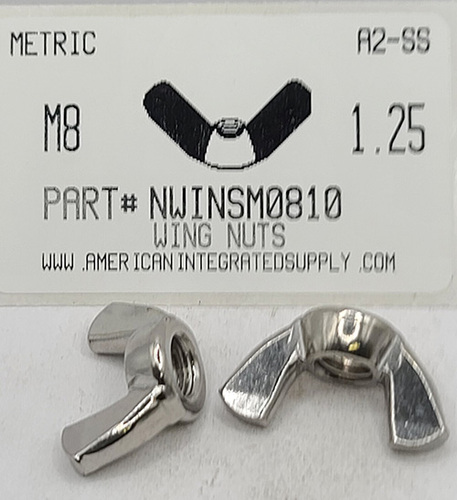 METRIC A2-SS
M8 1.25
PART# NWINSM0810
WING NUTS
WWW.AMERICANINTEGRATEDSUPPLY.COM